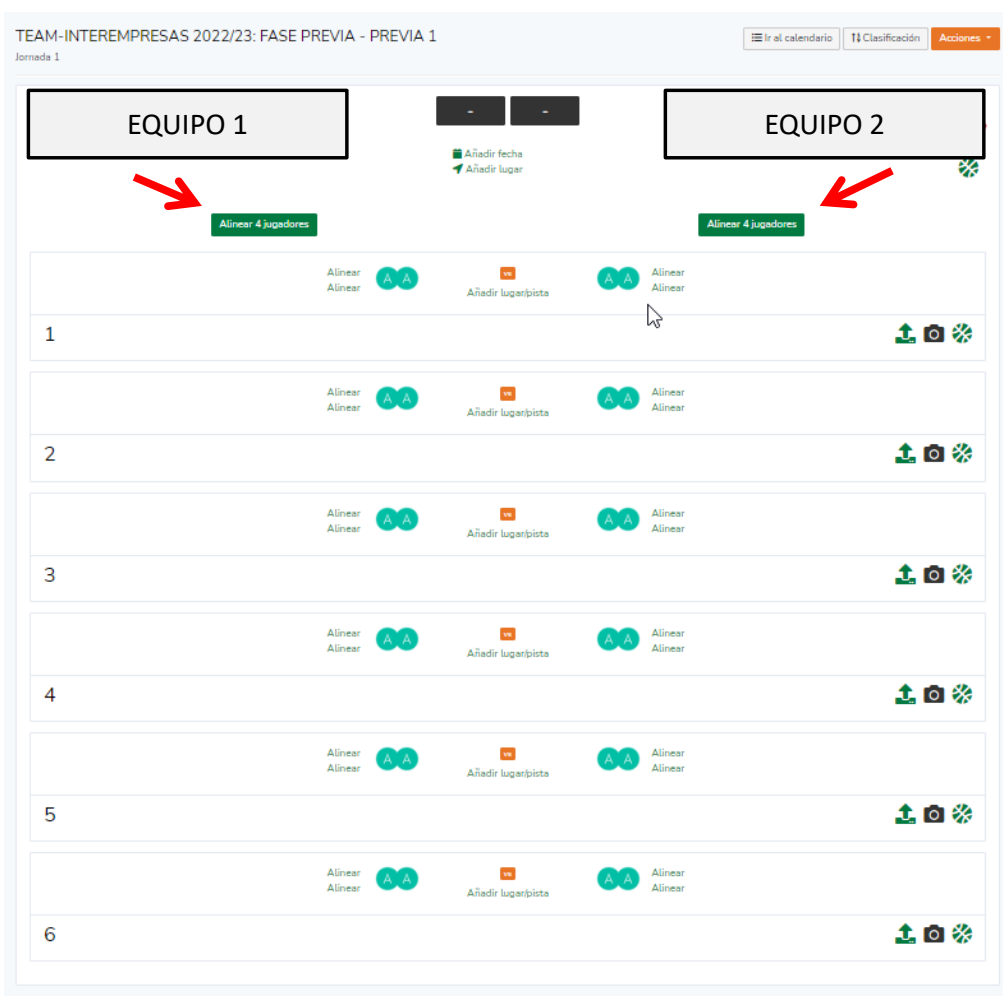 TEAM-INTEREMPRESAS 2022/23: FASE PREVIA - PREVIA 1
Ir al calendario
Clasificación
Acciones
Jornada 1
EQUIPO 1
- -
EQUIPO 2
Añadir fecha
Añadir lugar
Alinear 4 jugadores
Alinear 4 jugadores
Alinear A A vs A A Alinear
Alinear Añadir lugar/pista Alinear
1
Alinear A A vs A A Alinear
Alinear Añadir lugar/pista Alinear
2
Alinear A A vs A A Alinear
Alinear Añadir lugar/pista Alinear
3
Alinear A A vs A A Alinear
Alinear Añadir lugar/pista Alinear
4
Alinear A A vs A A Alinear
Alinear Añadir lugar/pista Alinear
5
Alinear A A vs A A Alinear
Alinear Añadir lugar/pista Alinear
6